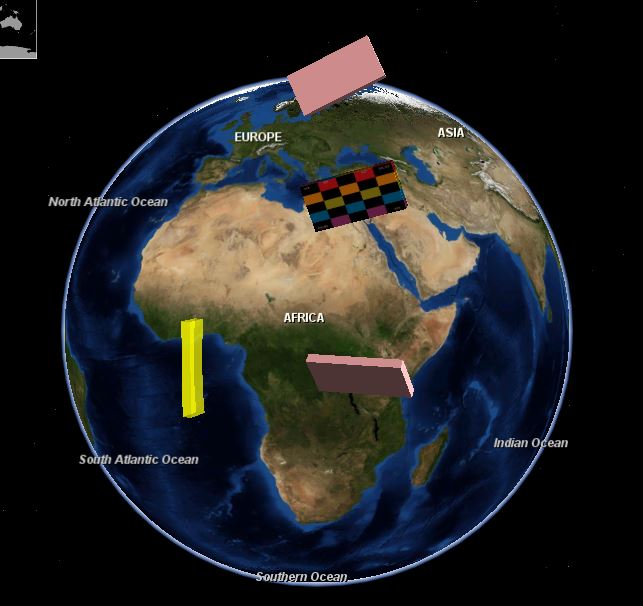 ASIA
EUROPE
North Atlantic Ocean
AFRICA
Indian Ocean
South Atlantic Ocean
Southern Ocean